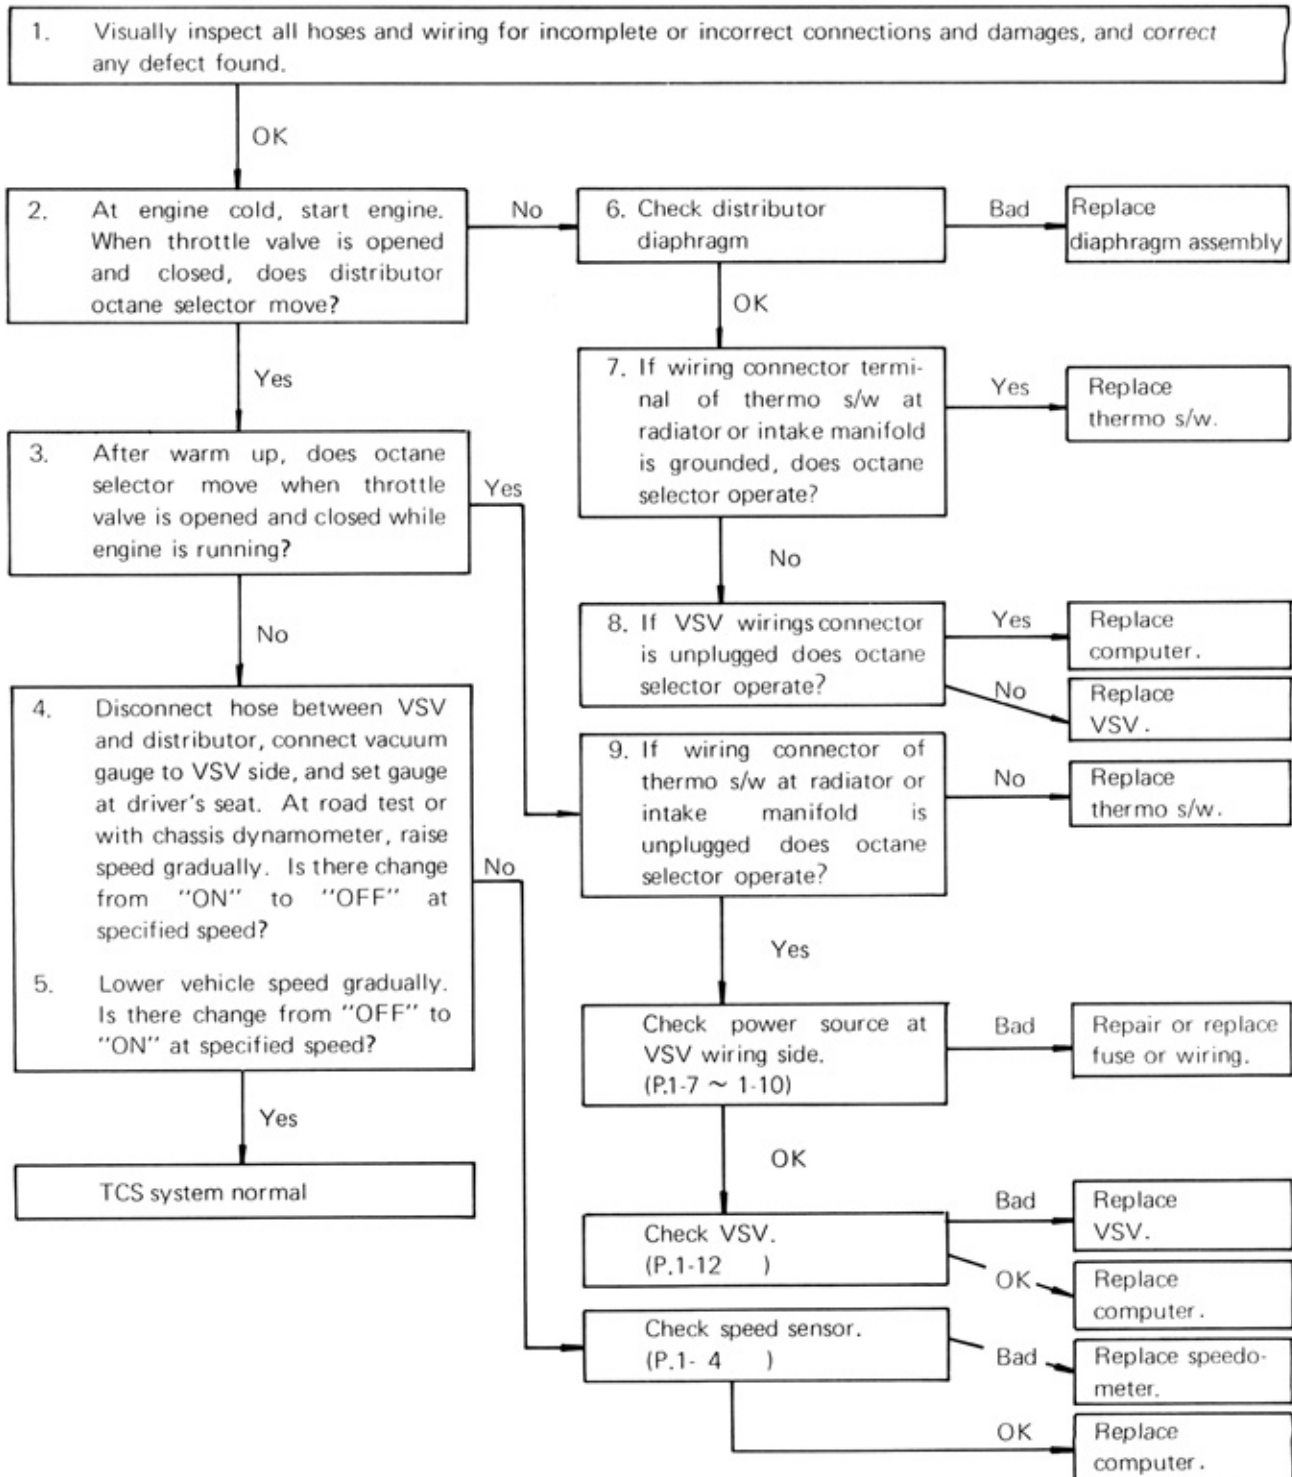 1. Visually inspect all hoses and wiring for incomplete or incorrect connections and damages, and correct
any defect found.
OK
2. At engine cold, start engine.
When throttle valve is opened
and closed, does distributor
octane selector move?
No
6. Check distributor
diaphragm
Bad
Replace
diaphragm assembly
OK
Yes
7. If wiring connector termi-
nal of thermo s/w at
radiator or intake manifold
is grounded, does octane
selector operate?
Yes
Replace
thermo s/w.
3. After warm up, does octane
selector move when throttle
valve is opened and closed while
engine is running?
Yes
No
No
8. If VSV wirings connector
is unplugged does octane
selector operate?
Yes
Replace
computer.
No
Replace
VSV.
4. Disconnect hose between VSV
and distributor, connect vacuum
gauge to VSV side, and set gauge
at driver's seat. At road test or
with chassis dynamometer, raise
speed gradually. Is there change
from "ON" to "OFF" at
specified speed?
5. Lower vehicle speed gradually.
Is there change from "OFF" to
"ON" at specified speed?
No
9. If wiring connector of
thermo s/w at radiator or
intake manifold is
unplugged does octane
selector operate?
No
Replace
thermo s/w.
Yes
Check power source at
VSV wiring side.
(P.1-7 ~ 1-10)
Bad
Repair or replace
fuse or wiring.
Yes
TCS system normal
OK
Check VSV.
(P.1-12 )
Bad
Replace
VSV.
OK
Replace
computer.
Check speed sensor.
(P.1- 4 )
Bad
Replace speedo-
meter.
OK
Replace
computer.